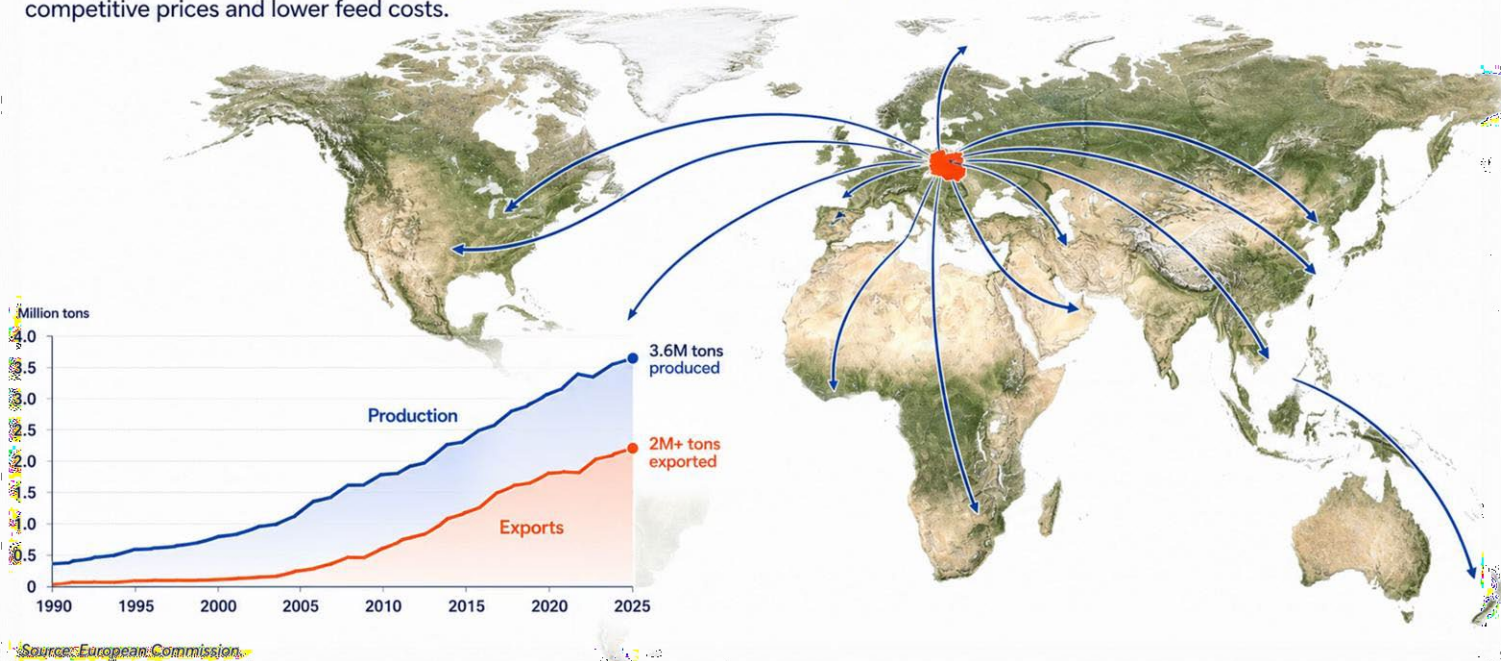 competitive prices and lower feed costs.
Million tons
4.0
3.5
3.0
2.5
2.0
1.5
1.0
0.5
0
Production
3.6M tons
produced
2M+ tons
exported
Exports
1990 1995 2000 2005 2010 2015 2020 2025
Source: European Commission.